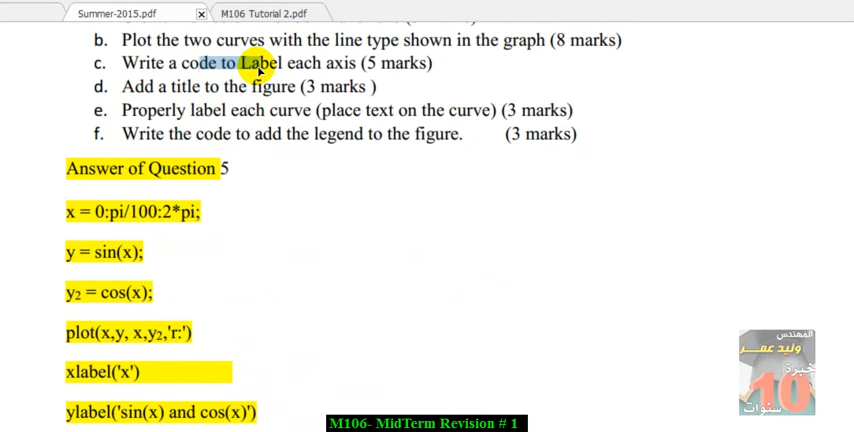 Summer-2015.pdf
M106 Tutorial 2.pdf
b. Plot the two curves with the line type shown in the graph (8 marks)
c. Write a code to Label each axis (5 marks)
d. Add a title to the figure (3 marks )
e. Properly label each curve (place text on the curve) (3 marks)
f. Write the code to add the legend to the figure. (3 marks)
Answer of Question 5
x = 0:pi/100:2*pi;
y = sin(x);
y2 = cos(x);
plot(x,y, x,y2,'r:')
xlabel('x')
ylabel('sin(x) and cos(x)')
المهندس
وليد عمر
خبرة
10
سنوات
M106- MidTerm Revision # 1